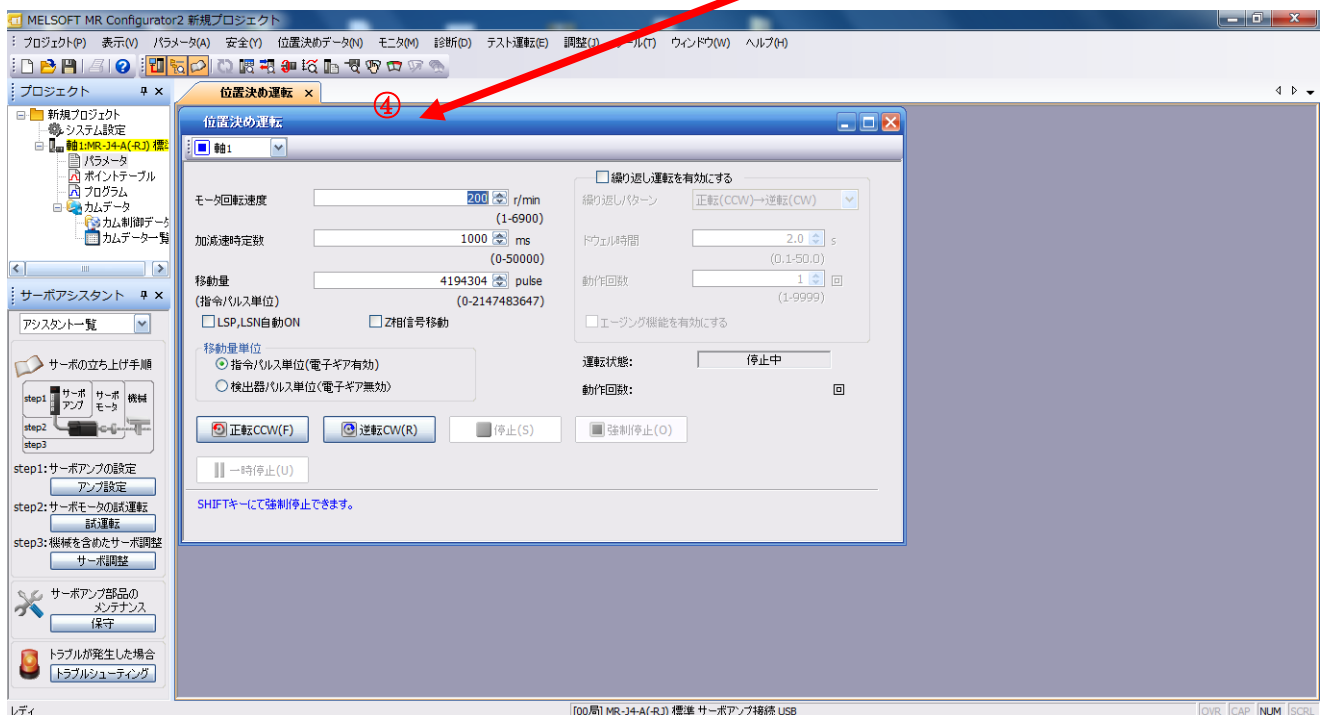 MELSOFT MR Configurator2 新規プロジェクト
プロジェクト(P) 表示(V) パラメータ(A) 安全(Y) 位置決めデータ(N) モニタ(M) 診断(D) テスト運転(E) 調整(J) ール(T) ウィンドウ(W) ヘルプ(H)
プロジェクト
位置決め運転
④
新規プロジェクト
システム設定
軸1:MR-J4-A(-RJ) 標準
パラメータ
ポイントテーブル
プログラム
カムデータ
カム制御データ
カムデータ一覧
サーボアシスタント
アシスタント一覧
サーボの立ち上げ手順
step1
サーボアンプ
サーボモータ
機械
step2
step3
step1:サーボアンプの設定
アンプ設定
step2:サーボモータの試運転
試運転
step3:機械を含めたサーボ調整
サーボ調整
サーボアンプ部品の
メンテナンス
保守
トラブルが発生した場合
トラブルシューティング
位置決め運転
軸1
モータ回転速度 200 r/min
(1-6900)
加減速時定数 1000 ms
(0-50000)
移動量 4194304 pulse
(指令パルス単位) (0-2147483647)
LSP,LSN自動ON Z相信号移動
移動量単位
指令パルス単位(電子ギア有効)
検出器パルス単位(電子ギア無効)
繰り返し運転を有効にする
繰り返しパターン 正転(CCW)→逆転(CW)
ドウェル時間 2.0 s
(0.1-50.0)
動作回数 1 回
(1-9999)
エージング機能を有効にする
運転状態: 停止中
動作回数: 回
正転CCW(F) 逆転CW(R) 停止(S) 強制停止(O)
一時停止(U)
SHIFTキーにて強制停止できます。
レディ
[00局] MR-J4-A(-RJ) 標準 サーボアンプ接続 USB
OVR CAP NUM SCRL